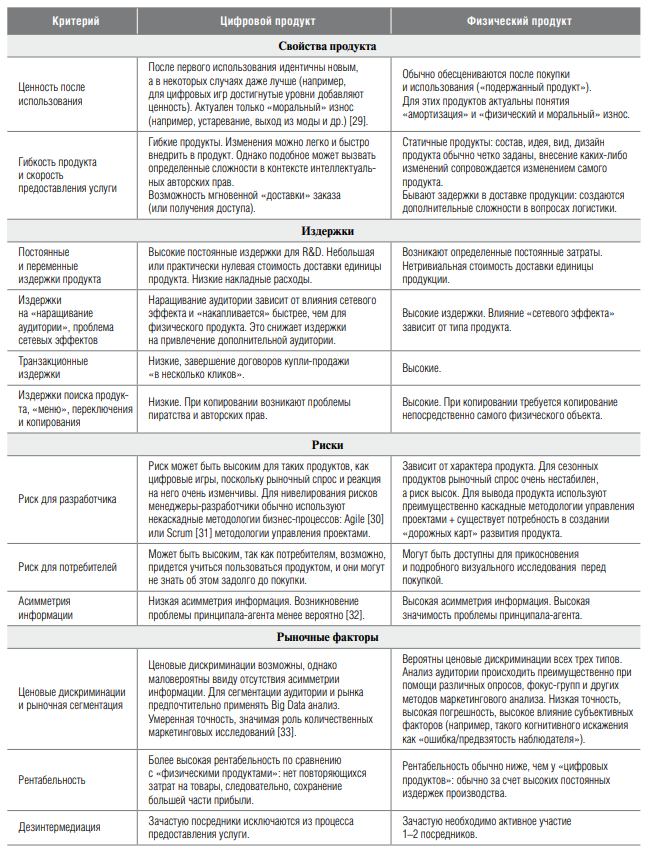 Критерий
Цифровой продукт
Физический продукт
Свойства продукта
Ценность после
использования
После первого использования идентичны новым,
а в некоторых случаях даже лучше (например,
для цифровых игр достигнутые уровни добавляют
ценность). Актуален только «моральный» износ
(например, устаревание, выход из моды и др.) [29].
Обычно обесцениваются после покупки
и использования («подержанный продукт»).
Для этих продуктов актуальны понятия
«амортизация» и «физический и моральный» износ.
Гибкость продукта
и скорость
предоставления услуги
Гибкие продукты. Изменения можно легко и быстро
внедрить в продукт. Однако подобное может вызвать
определенные сложности в контексте интеллектуаль-
ных авторских прав.
Возможность мгновенной «доставки» заказа
(или получения доступа).
Статичные продукты: состав, идея, вид, дизайн
продукта обычно четко заданы, внесение каких-либо
изменений сопровождается изменением самого
продукта.
Бывают задержки в доставке продукции: создаются
дополнительные сложности в вопросах логистики.
Издержки
Постоянные
и переменные
издержки продукта
Высокие постоянные издержки для R&D. Небольшая
или практически нулевая стоимость доставки единицы
продукта. Низкие накладные расходы.
Возникают определенные постоянные затраты.
Нетривиальная стоимость доставки единицы
продукции.
Издержки
на «наращивание
аудитории», проблема
сетевых эффектов
Наращивание аудитории зависит от влияния сетевого
эффекта и «накапливается» быстрее, чем для
физического продукта. Это снижает издержки
на привлечение дополнительной аудитории.
Высокие издержки. Влияние «сетевого эффекта»
зависит от типа продукта.
Транзакционные
издержки
Низкие, завершение договоров купли-продажи
«в несколько кликов».
Высокие.
Издержки поиска продук-
та, «меню», переключения
и копирования
Низкие. При копировании возникают проблемы
пиратства и авторских прав.
Высокие. При копировании требуется копирование
непосредственно самого физического объекта.
Риски
Риск для разработчика
Риск может быть высоким для таких продуктов, как
цифровые игры, поскольку рыночный спрос и реакция
на него очень изменчивы. Для нивелирования рисков
менеджеры-разработчики обычно используют
некаскадные методологии бизнес-процессов: Agile [30]
или Scrum [31] методологии управления проектами.
Зависит от характера продукта. Для сезонных
продуктов рыночный спрос очень нестабилен,
а риск высок. Для вывода продукта используют
преимущественно каскадные методологии управления
проектами + существует потребность в создании
«дорожных карт» развития продукта.
Риск для потребителей
Может быть высоким, так как потребителям, возможно,
придется учиться пользоваться продуктом, и они могут
не знать об этом задолго до покупки.
Могут быть доступны для прикосновения
и подробного визуального исследования перед
покупкой.
Асимметрия
информации
Низкая асимметрия информация. Возникновение
проблемы принципала-агента менее вероятно [32].
Высокая асимметрия информация. Высокая
значимость проблемы принципала-агента.
Рыночные факторы
Ценовые дискриминации
и рыночная сегментация
Ценовые дискриминации возможны, однако
маловероятны ввиду отсутствия асимметрии
информации. Для сегментации аудитории и рынка
предпочтительно применять Big Data анализ.
Умеренная точность, значимая роль количественных
маркетинговых исследований [33].
Вероятны ценовые дискриминации всех трех типов.
Анализ аудитории происходить преимущественно при
помощи различных опросов, фокус-групп и других
методов маркетингового анализа. Низкая точность,
высокая погрешность, высокое влияние субъективных
факторов (например, такого когнитивного искажения
как «ошибка/предвзятость наблюдателя»).
Рентабельность
Более высокая рентабельность по сравнению
с «физическими продуктами»: нет повторяющихся
затрат на товары, следовательно, сохранение
большей части прибыли.
Рентабельность обычно ниже, чем у «цифровых
продуктов»: обычно за счет высоких постоянных
издержек производства.
Дезинтермедиация
Зачастую посредники исключаются из процесса
предоставления услуги.
Зачастую необходимо активное участие
1–2 посредников.